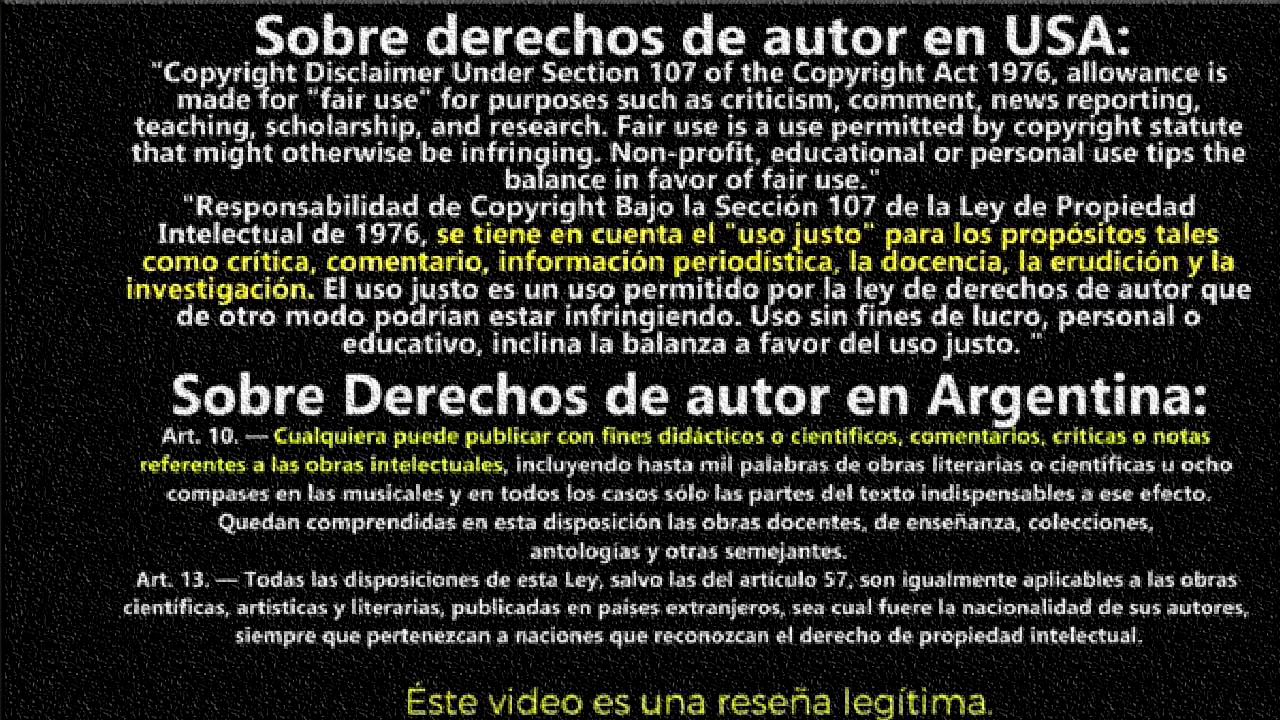 Sobre derechos de autor en USA:
"Copyright Disclaimer Under Section 107 of the Copyright Act 1976, allowance is
made for "fair use" for purposes such as criticism, comment, news reporting,
teaching, scholarship, and research. Fair use is a use permitted by copyright statute
that might otherwise be infringing. Non-profit, educational or personal use tips the
balance in favor of fair use."
"Responsabilidad de Copyright Bajo la Sección 107 de la Ley de Propiedad
Intelectual de 1976, se tiene en cuenta el "uso justo" para los propósitos tales
como crítica, comentario, información periodística, la docencia, la erudición y la
investigación. El uso justo es un uso permitido por la ley de derechos de autor que
de otro modo podrían estar infringiendo. Uso sin fines de lucro, personal o
educativo, inclina la balanza a favor del uso justo. "
Sobre Derechos de autor en Argentina:
Art. 10. — Cualquiera puede publicar con fines didácticos o científicos, comentarios, críticas o notas
referentes a las obras intelectuales, incluyendo hasta mil palabras de obras literarias o científicas u ocho
compases en las musicales y en todos los casos sólo las partes del texto indispensables a ese efecto.
Quedan comprendidas en esta disposición las obras docentes, de enseñanza, colecciones,
antologías y otras semejantes.
Art. 13. — Todas las disposiciones de esta Ley, salvo las del artículo 57, son igualmente aplicables a las obras
científicas, artísticas y literarias, publicadas en países extranjeros, sea cual fuere la nacionalidad de sus autores,
siempre que pertenezcan a naciones que reconozcan el derecho de propiedad intelectual.
Éste video es una reseña legítima.